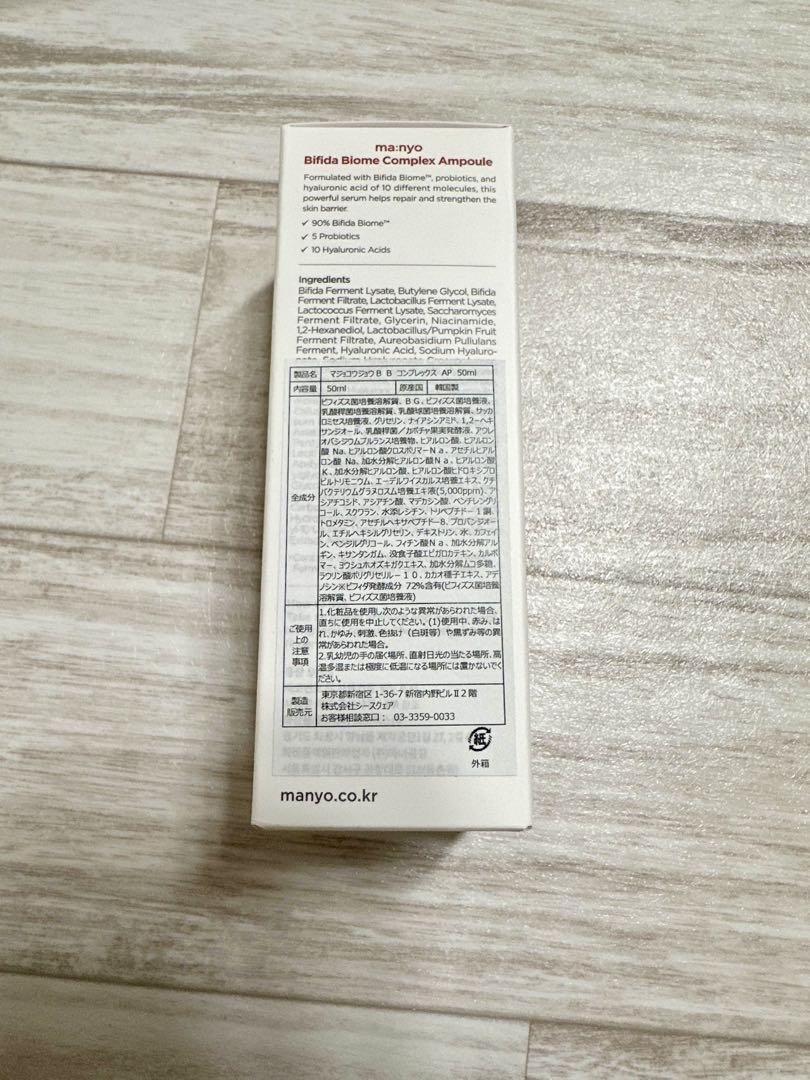 ma:nyo
Bifida Biome Complex Ampoule
Formulated with Bifida Biome™, probiotics, and
hyaluronic acid of 10 different molecules, this
powerful serum helps repair and strengthen the
skin barrier.
✓ 90% Bifida Biome™
✓ 5 Probiotics
✓ 10 Hyaluronic Acids
Ingredients
Bifida Ferment Lysate, Butylene Glycol, Bifida
Ferment Filtrate, Lactobacillus Ferment Lysate,
Lactococcus Ferment Lysate, Saccharomyces
Ferment Filtrate, Glycerin, Niacinamide,
1,2-Hexanediol, Lactobacillus/Pumpkin Fruit
Ferment Filtrate, Aureobasidium Pullulans
Ferment, Hyaluronic Acid, Sodium Hyaluro-
製品名 マジョコウジョウBB コンプレックス AP 50ml
内容量 50ml 原産国 韓国製
全成分
ビフィズス菌培養溶解質、BG、ビフィズス菌培養液、
乳酸桿菌培養溶解質、乳酸球菌培養溶解質、サッカ
ロミセス培養液、グリセリン、ナイアシンアミド、1,2-ヘキ
サンジオール、乳酸桿菌/カボチャ果実発酵液、アウレ
オバシジウムプルランス培養物、ヒアルロン酸、ヒアルロン
酸 Na、ヒアルロン酸クロスポリマーNa、アセチルヒアル
ロン酸 Na、加水分解ヒアルロン酸Na、ヒアルロン酸
K、加水分解ヒアルロン酸、ヒアルロン酸ヒドロキシプロ
ピルトリモニウム、エーデルワイスカルス培養エキス、クチ
バクテリウムグラヌロスム培養エキ液(5,000ppm)、ア
シアチコシド、アシアチン酸、マデカシン酸、ペンチレングリ
コール、スクワラン、水添レシチン、トリペプチド-1銅、
トロメタミン、アセチルヘキサペプチド-8、プロパンジオー
ル、エチルヘキシルグリセリン、デキストリン、水、カフェイ
ン、ベンジルグリコール、フィチン酸Na、加水分解アル
ギン、キサンタンガム、没食子酸エピガロカテキン、カルボ
マー、ヨウシュホオズキガクエキス、加水分解ムコ多糖、
ラウリン酸ポリグリセリル-10、カカオ種子エキス、アデ
ノシン※ビフィダ発酵成分 72%含有(ビフィズス菌培養
溶解質、ビフィズス菌培養液)
ご使用
上の
注意
事項
1.化粧品を使用し次のような異常があらわれた場合、
直ちに使用を中止してください。(1)使用中、赤み、は
れ、かゆみ、刺激、色抜け(白斑等)や黒ずみ等の異
常があらわれた場合。
2.乳幼児の手の届く場所、直射日光の当たる場所、高
温多湿または極度に低温になる場所には置かないでく
ださい。
製造
販売元
東京都新宿区 1-36-7 新宿内野ビルⅡ2階
株式会社シースクェア
お客様相談窓口: 03-3359-0033
紙
外箱
manyo.co.kr